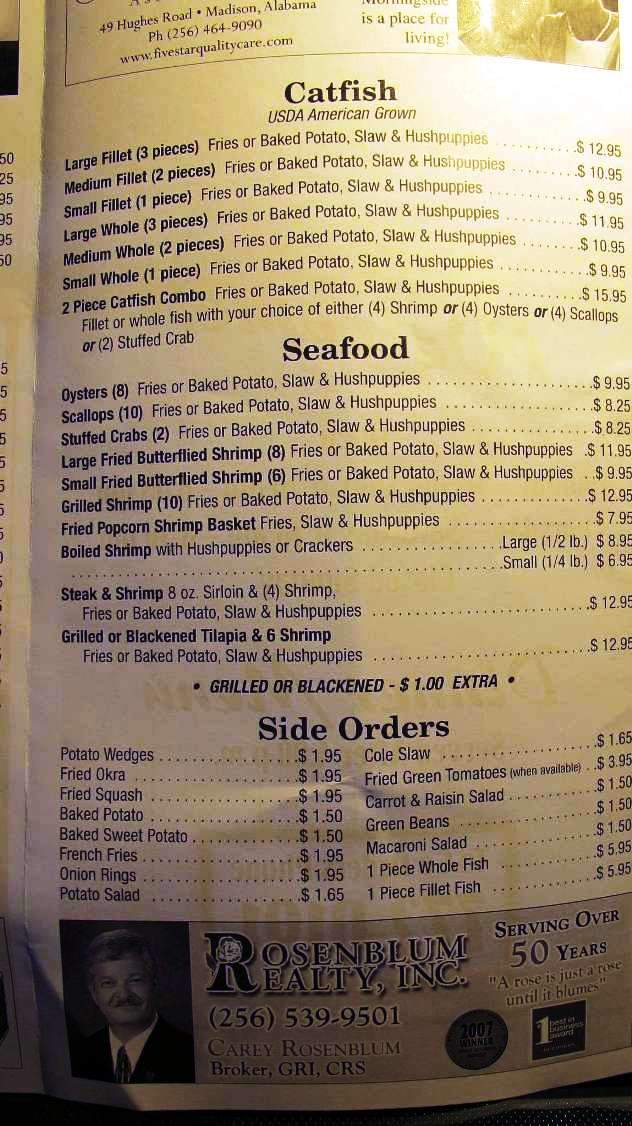 49 Hughes Road • Madison, Alabama
Ph (256) 464-9090
www.fivestarqualitycare.com
is a place for
living!
Catfish
USDA American Grown
Large Fillet (3 pieces) Fries or Baked Potato, Slaw & Hushpuppies ..........$ 12.95
Medium Fillet (2 pieces) Fries or Baked Potato, Slaw & Hushpuppies ........$ 10.95
Small Fillet (1 piece) Fries or Baked Potato, Slaw & Hushpuppies ............$ 9.95
Large Whole (3 pieces) Fries or Baked Potato, Slaw & Hushpuppies .........$ 11.95
Medium Whole (2 pieces) Fries or Baked Potato, Slaw & Hushpuppies .......$ 10.95
Small Whole (1 piece) Fries or Baked Potato, Slaw & Hushpuppies ...........$ 9.95
2 Piece Catfish Combo Fries or Baked Potato, Slaw & Hushpuppies ..........$ 15.95
Fillet or whole fish with your choice of either (4) Shrimp or (4) Oysters or (4) Scallops
or (2) Stuffed Crab
Seafood
Oysters (8) Fries or Baked Potato, Slaw & Hushpuppies .....................$ 9.95
Scallops (10) Fries or Baked Potato, Slaw & Hushpuppies ...................$ 8.25
Stuffed Crabs (2) Fries or Baked Potato, Slaw & Hushpuppies ................$ 8.25
Large Fried Butterflied Shrimp (8) Fries or Baked Potato, Slaw & Hushpuppies .$ 11.95
Small Fried Butterflied Shrimp (6) Fries or Baked Potato, Slaw & Hushpuppies ..$ 9.95
Grilled Shrimp (10) Fries or Baked Potato, Slaw & Hushpuppies ..............$ 12.95
Fried Popcorn Shrimp Basket Fries, Slaw & Hushpuppies ...................$ 7.95
Boiled Shrimp with Hushpuppies or Crackers ..................Large (1/2 lb.) $ 8.95
.......................................................Small (1/4 lb.) $ 6.95
Steak & Shrimp 8 oz. Sirloin & (4) Shrimp,
Fries or Baked Potato, Slaw & Hushpuppies ............................$ 12.95
Grilled or Blackened Tilapia & 6 Shrimp
Fries or Baked Potato, Slaw & Hushpuppies ............................$ 12.95
• GRILLED OR BLACKENED - $ 1.00 EXTRA •
Side Orders
Potato Wedges ..................$ 1.95
Fried Okra .....................$ 1.95
Fried Squash ...................$ 1.95
Baked Potato ...................$ 1.50
Baked Sweet Potato .............$ 1.50
French Fries ....................$ 1.95
Onion Rings ....................$ 1.95
Potato Salad ...................$ 1.65
Cole Slaw ....................$ 1.65
Fried Green Tomatoes (when available) ..$ 3.95
Carrot & Raisin Salad ...........$ 1.50
Green Beans ..................$ 1.50
Macaroni Salad ................$ 1.50
1 Piece Whole Fish .............$ 5.95
1 Piece Fillet Fish ..............$ 5.95
ROSENBLUM
REALTY, INC.
(256) 539-9501
CAREY ROSENBLUM
Broker, GRI, CRS
SERVING OVER
50 YEARS
"A rose is just a rose
until it blumes"
2007
WINNER
1 best in
business
award